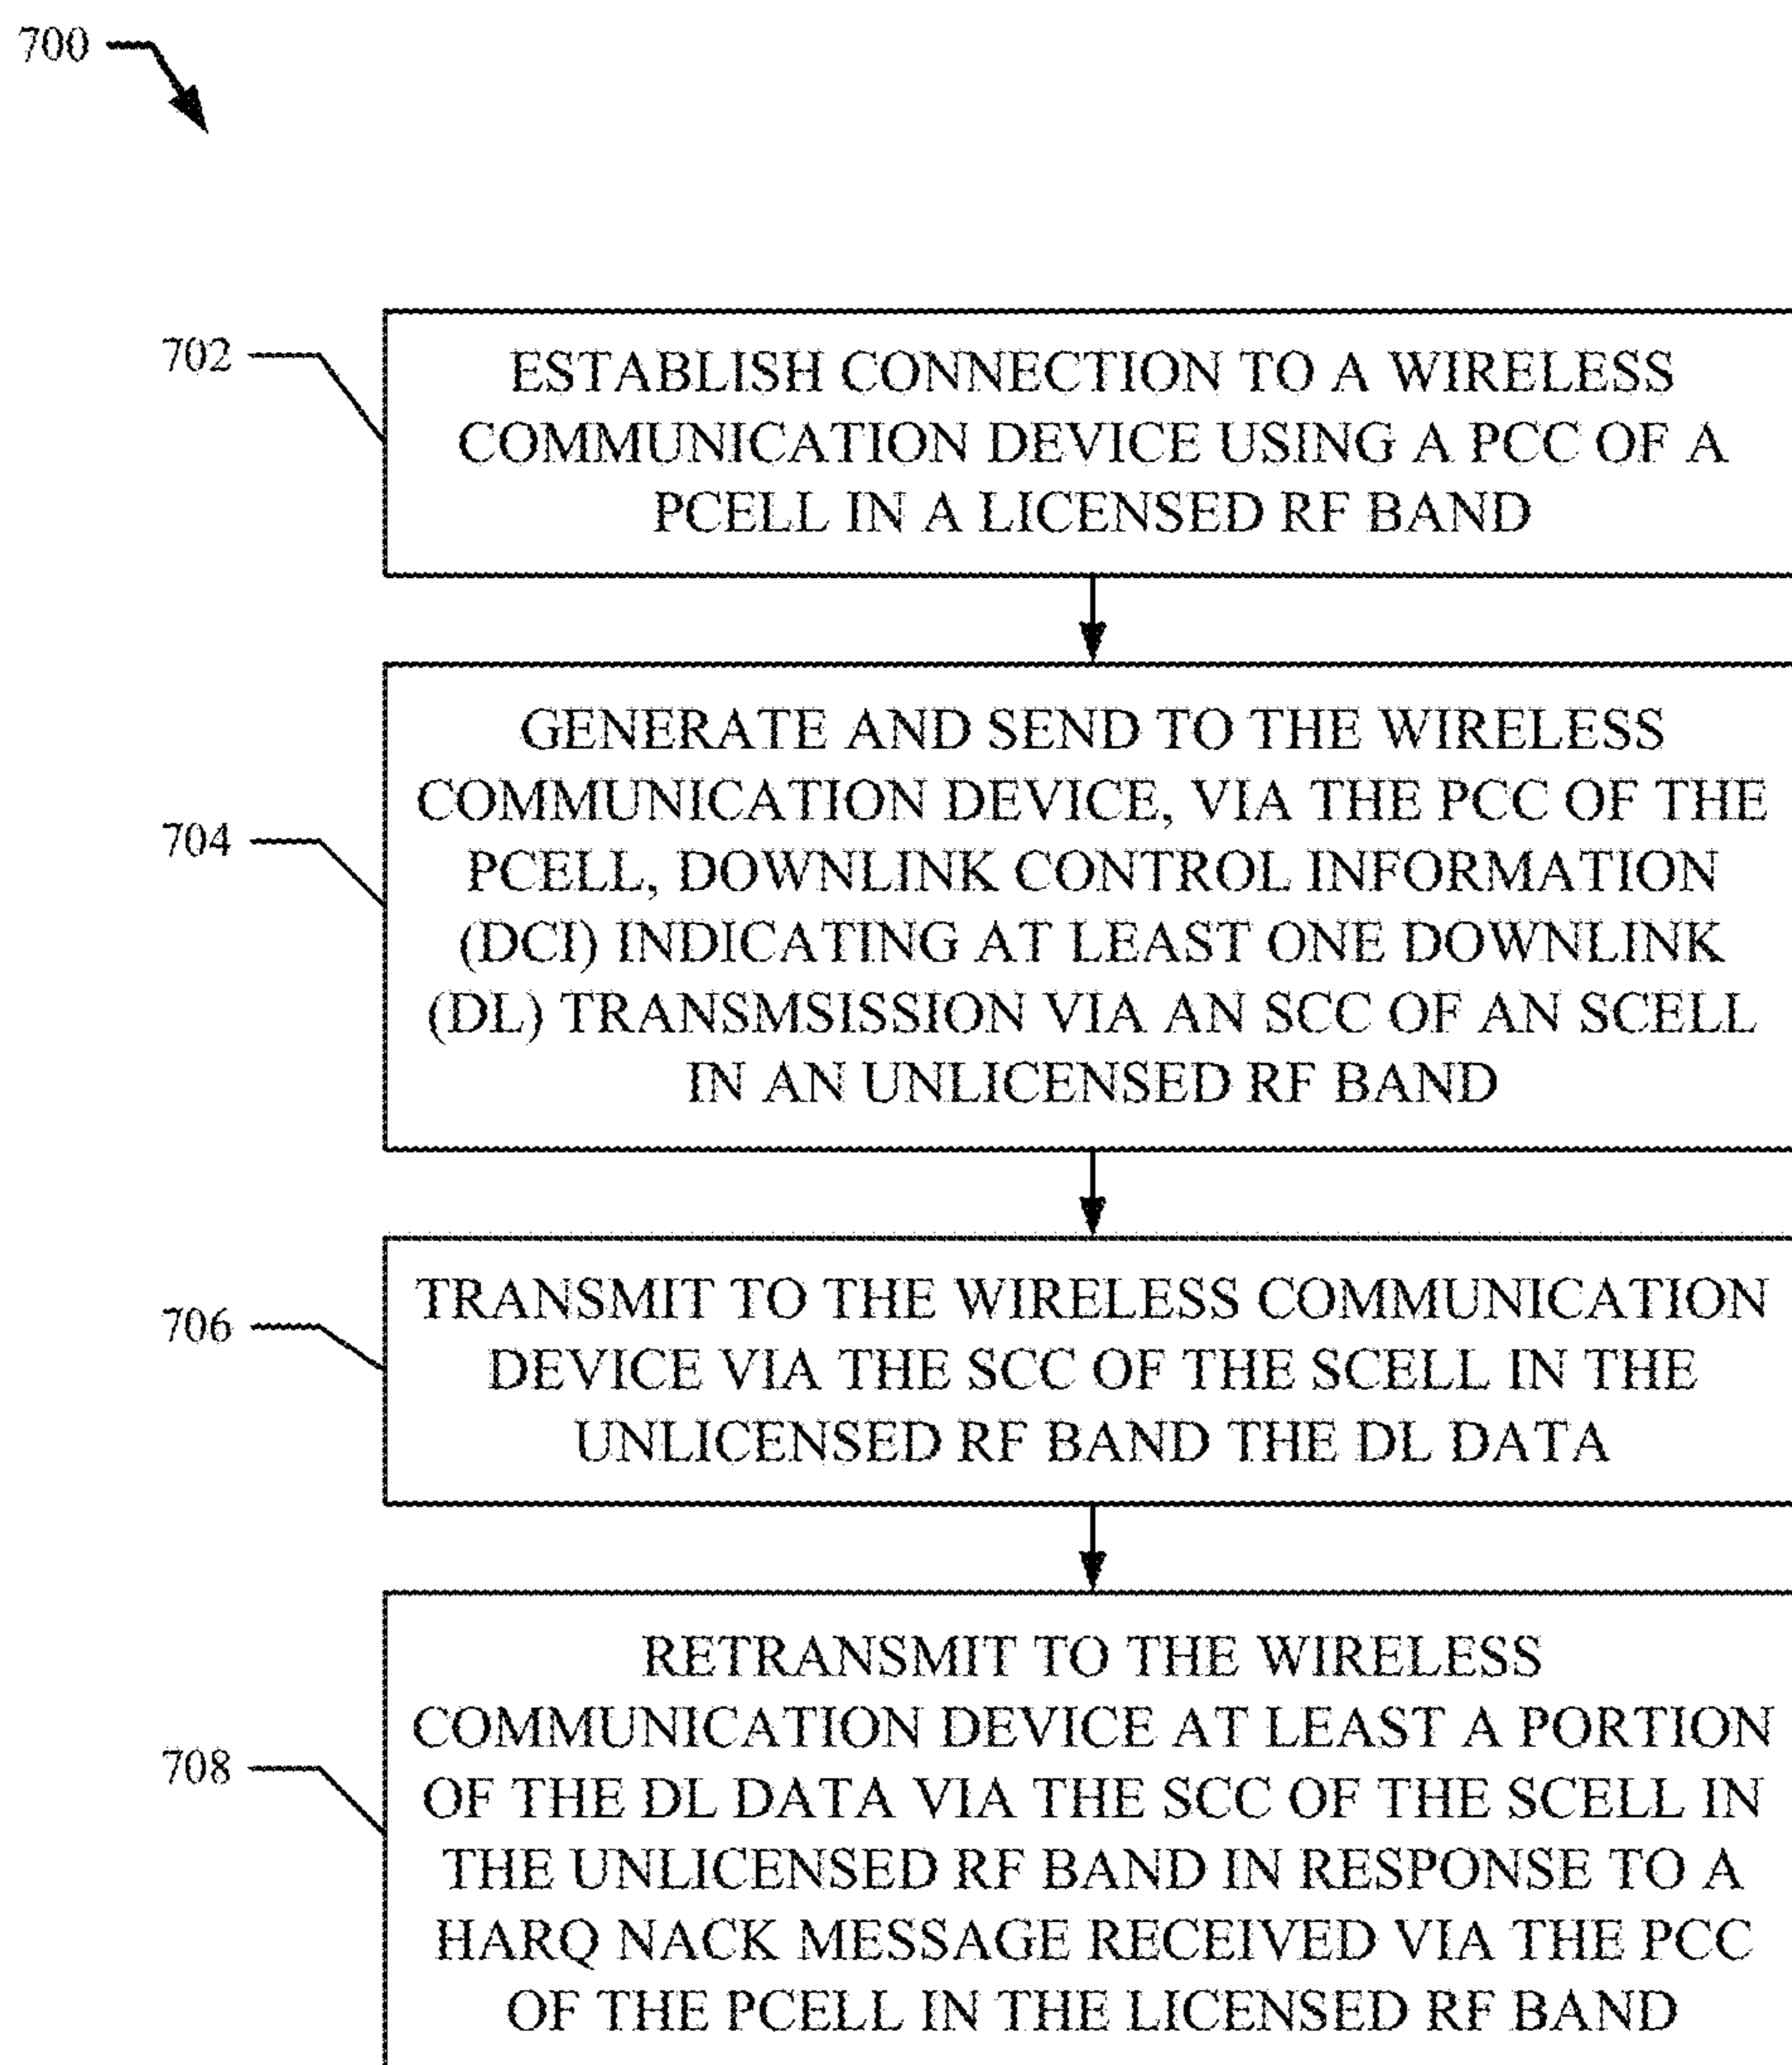 700
702
ESTABLISH CONNECTION TO A WIRELESS
COMMUNICATION DEVICE USING A PCC OF A
PCELL IN A LICENSED RF BAND
704
GENERATE AND SEND TO THE WIRELESS
COMMUNICATION DEVICE, VIA THE PCC OF THE
PCELL, DOWNLINK CONTROL INFORMATION
(DCI) INDICATING AT LEAST ONE DOWNLINK
(DL) TRANSMSISSION VIA AN SCC OF AN SCELL
IN AN UNLICENSED RF BAND
706
TRANSMIT TO THE WIRELESS COMMUNICATION
DEVICE VIA THE SCC OF THE SCELL IN THE
UNLICENSED RF BAND THE DL DATA
708
RETRANSMIT TO THE WIRELESS
COMMUNICATION DEVICE AT LEAST A PORTION
OF THE DL DATA VIA THE SCC OF THE SCELL IN
THE UNLICENSED RF BAND IN RESPONSE TO A
HARQ NACK MESSAGE RECEIVED VIA THE PCC
OF THE PCELL IN THE LICENSED RF BAND